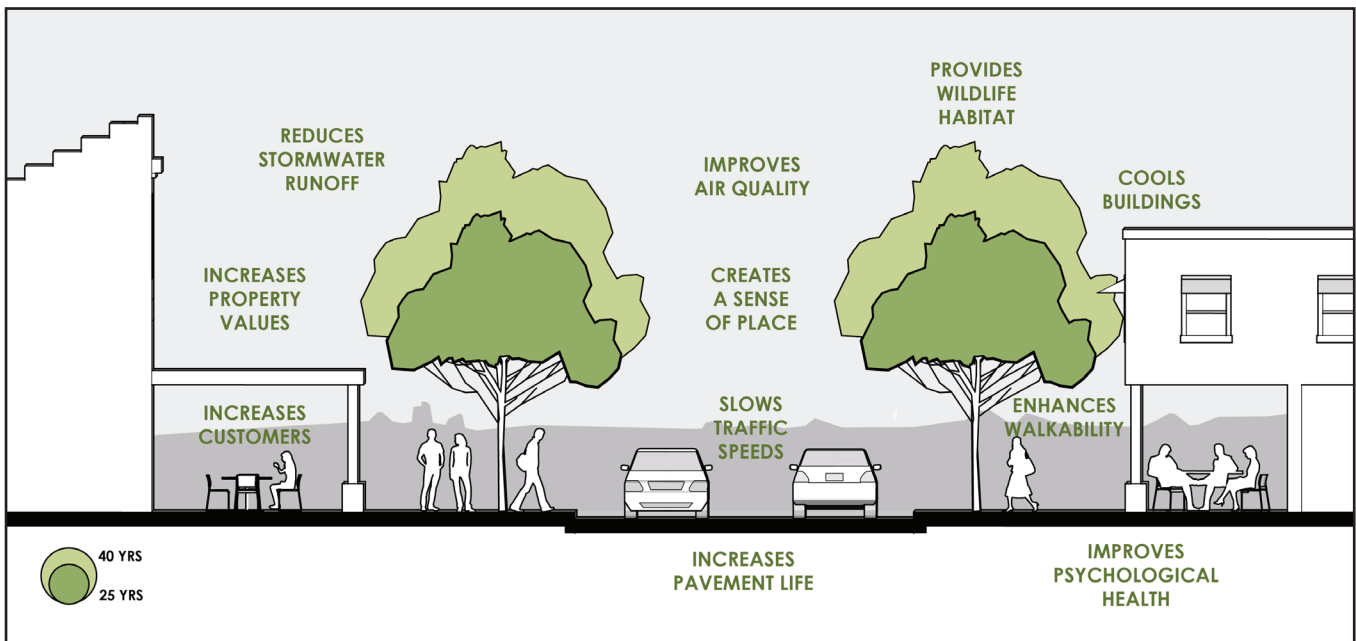 PROVIDES
WILDLIFE
HABITAT
REDUCES
STORMWATER
RUNOFF
IMPROVES
AIR QUALITY
COOLS
BUILDINGS
INCREASES
PROPERTY
VALUES
CREATES
A SENSE
OF PLACE
INCREASES
CUSTOMERS
SLOWS
TRAFFIC
SPEEDS
ENHANCES
WALKABILITY
40 YRS
25 YRS
INCREASES
PAVEMENT LIFE
IMPROVES
PSYCHOLOGICAL
HEALTH